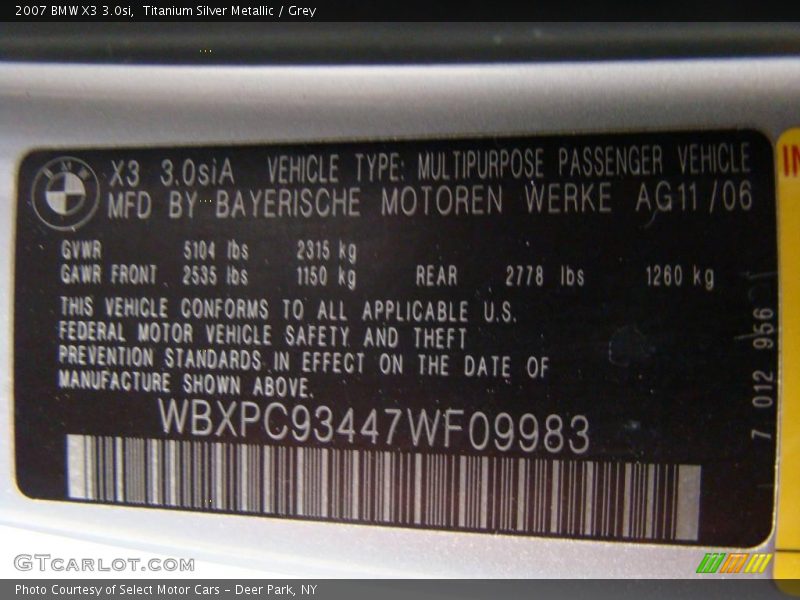 2007 BMW X3 3.0si, Titanium Silver Metallic / Grey
BMW
X3 3.0siA VEHICLE TYPE: MULTIPURPOSE PASSENGER VEHICLE
MFD BY BAYERISCHE MOTOREN WERKE AG 11/06
GVWR 5104 lbs 2315 kg
GAWR FRONT 2535 lbs 1150 kg REAR 2778 lbs 1260 kg
THIS VEHICLE CONFORMS TO ALL APPLICABLE U.S.
FEDERAL MOTOR VEHICLE SAFETY AND THEFT
PREVENTION STANDARDS IN EFFECT ON THE DATE OF
MANUFACTURE SHOWN ABOVE.
WBXPC93447WF09983
7 012 956
GTCARLOT.COM
Photo Courtesy of Select Motor Cars - Deer Park, NY